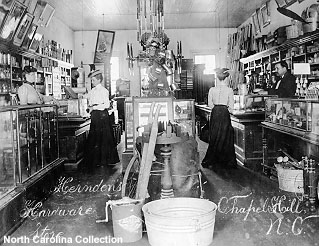 Herndon's
Hardware
Store
Chapel Hill,
N.C.
North Carolina Collection